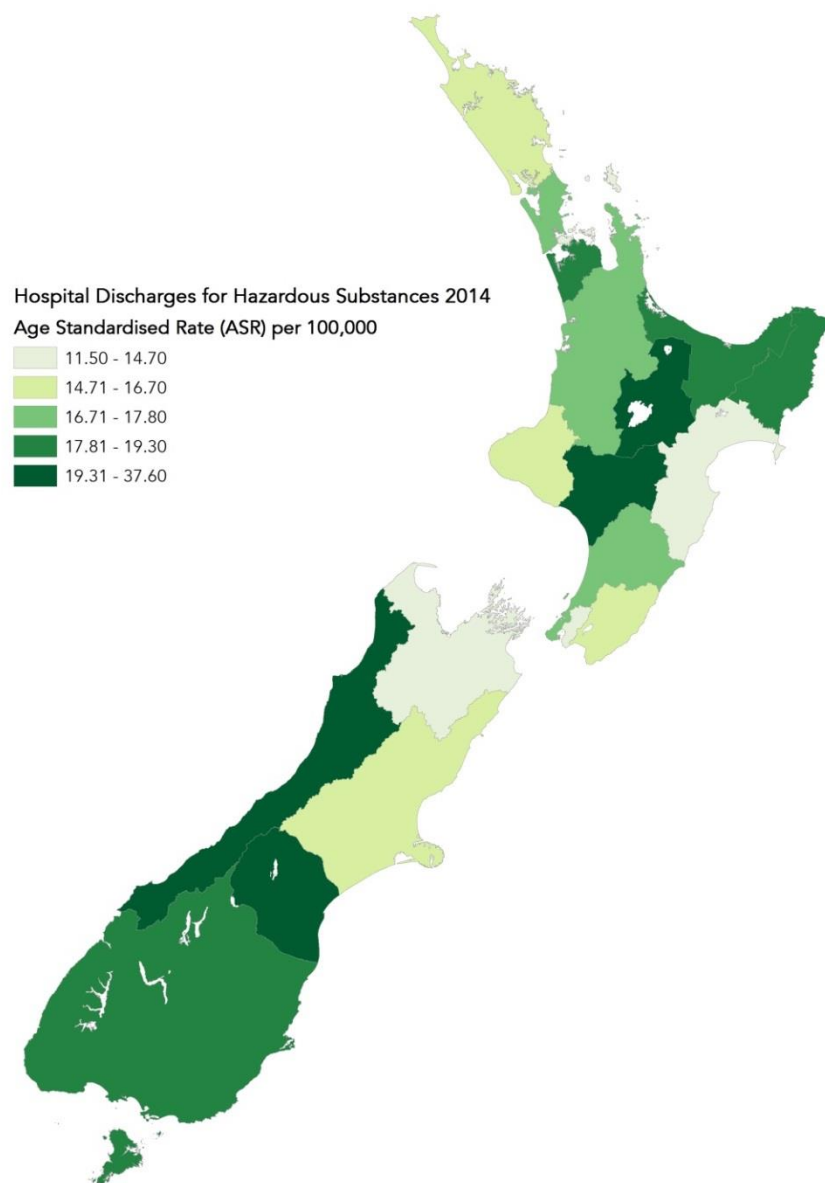 Hospital Discharges for Hazardous Substances 2014
Age Standardised Rate (ASR) per 100,000
11.50 - 14.70
14.71 - 16.70
16.71 - 17.80
17.81 - 19.30
19.31 - 37.60